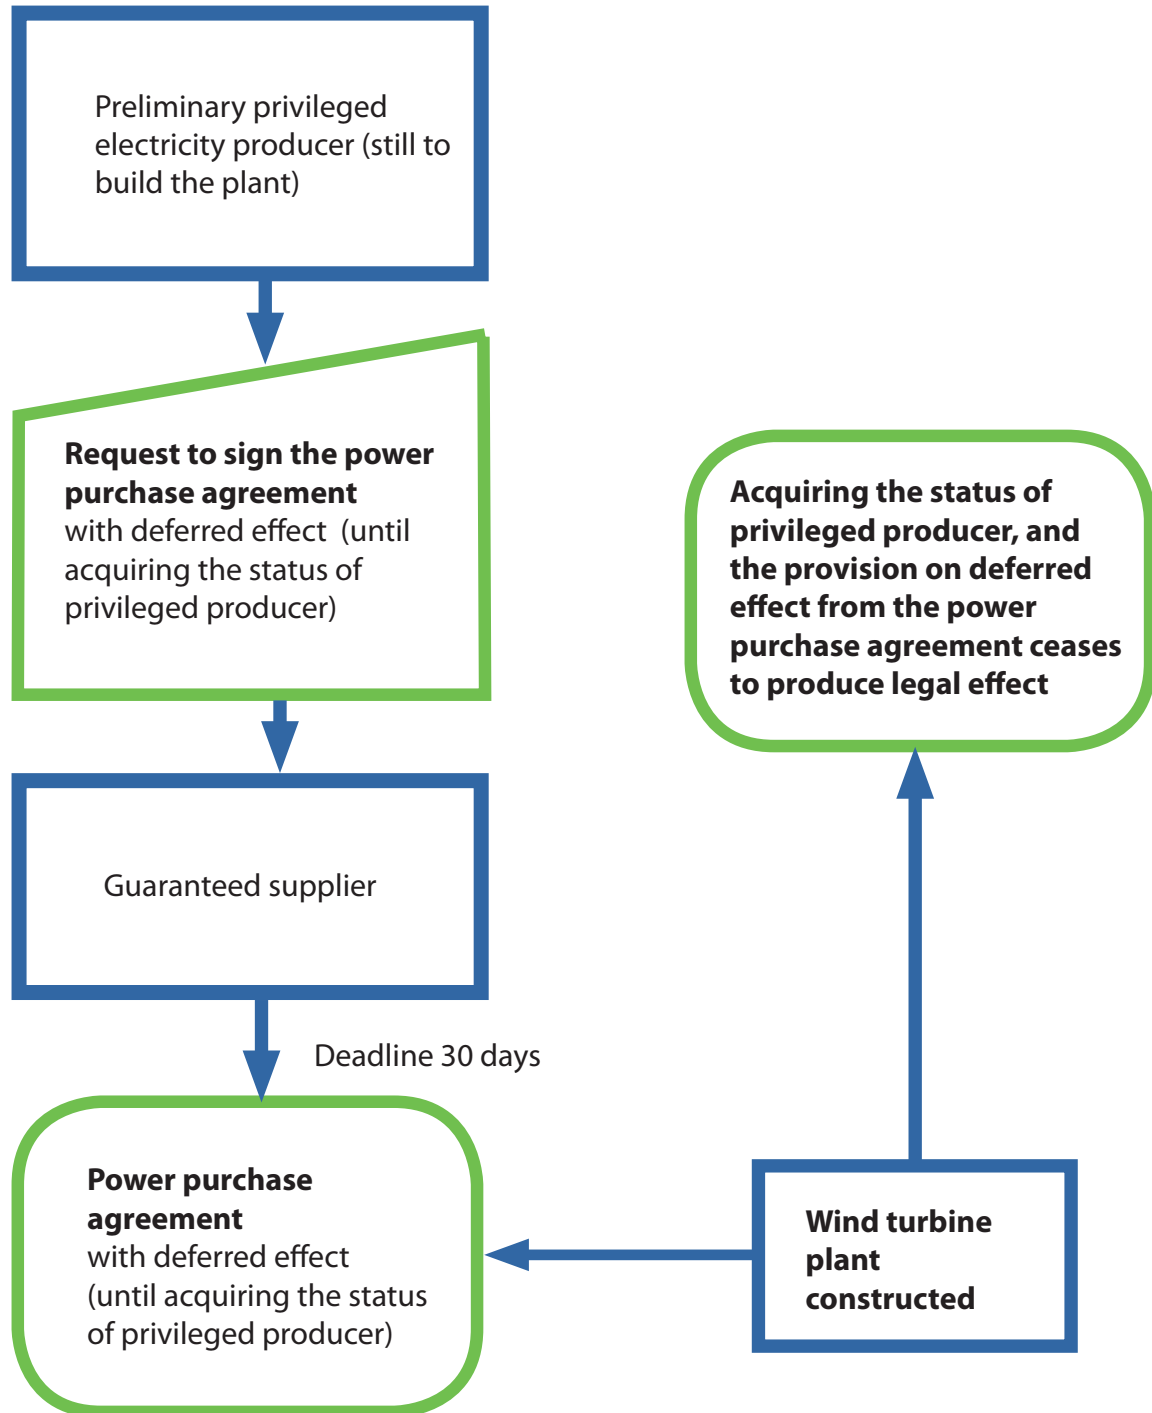 Preliminary privileged
electricity producer (still to
build the plant)
Request to sign the power
purchase agreement
with deferred effect  (until
acquiring the status of
privileged producer)
Guaranteed supplier
Deadline 30 days
Power purchase
agreement
with deferred effect
(until acquiring the status
of privileged producer)
Wind turbine
plant
constructed
Acquiring the status of
privileged producer, and
the provision on deferred
effect from the power
purchase agreement ceases
to produce legal effect